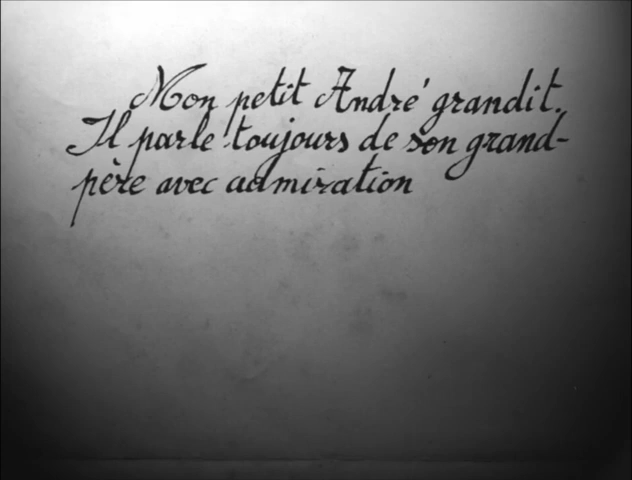 Mon petit André grandit.
Il parle toujours de son grand-
père avec admiration